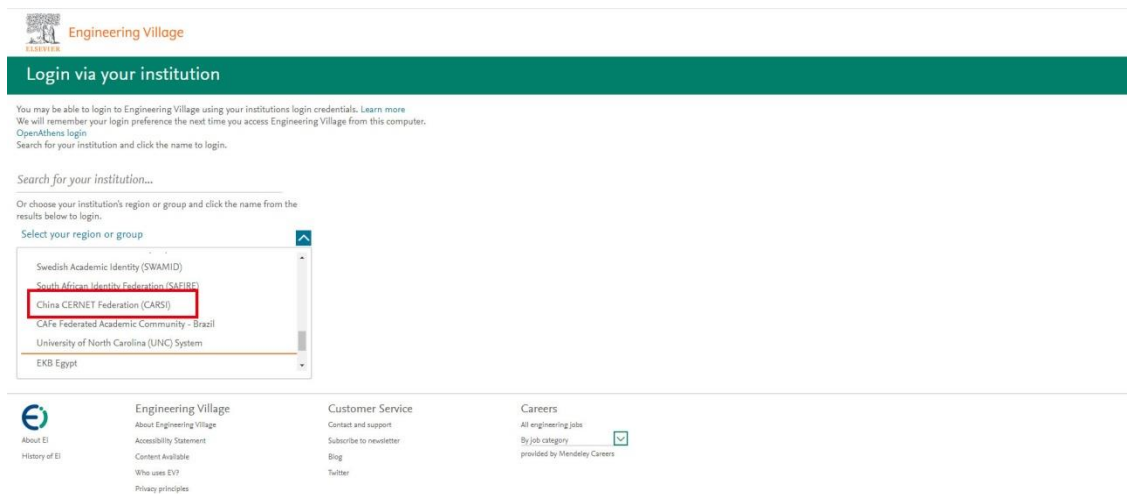 ELSEVIER
Engineering Village
Login via your institution
You may be able to login to Engineering Village using your institutions login credentials. Learn more
We will remember your login preference the next time you access Engineering Village from this computer.
OpenAthens login
Search for your institution and click the name to login.
Search for your institution...
Or choose your institution's region or group and click the name from the
results below to login.
Select your region or group
Swedish Academic Identity (SWAMID)
South African Identity Federation (SAFIRE)
China CERNET Federation (CARSI)
CAFe Federated Academic Community - Brazil
University of North Carolina (UNC) System
EKB Egypt
Ei
About EI
History of EI
Engineering Village
About Engineering Village
Accessibility Statement
Content Available
Who uses EV?
Privacy principles
Customer Service
Contact and support
Subscribe to newsletter
Blog
Twitter
Careers
All engineering jobs
By job category
provided by Mendeley Careers